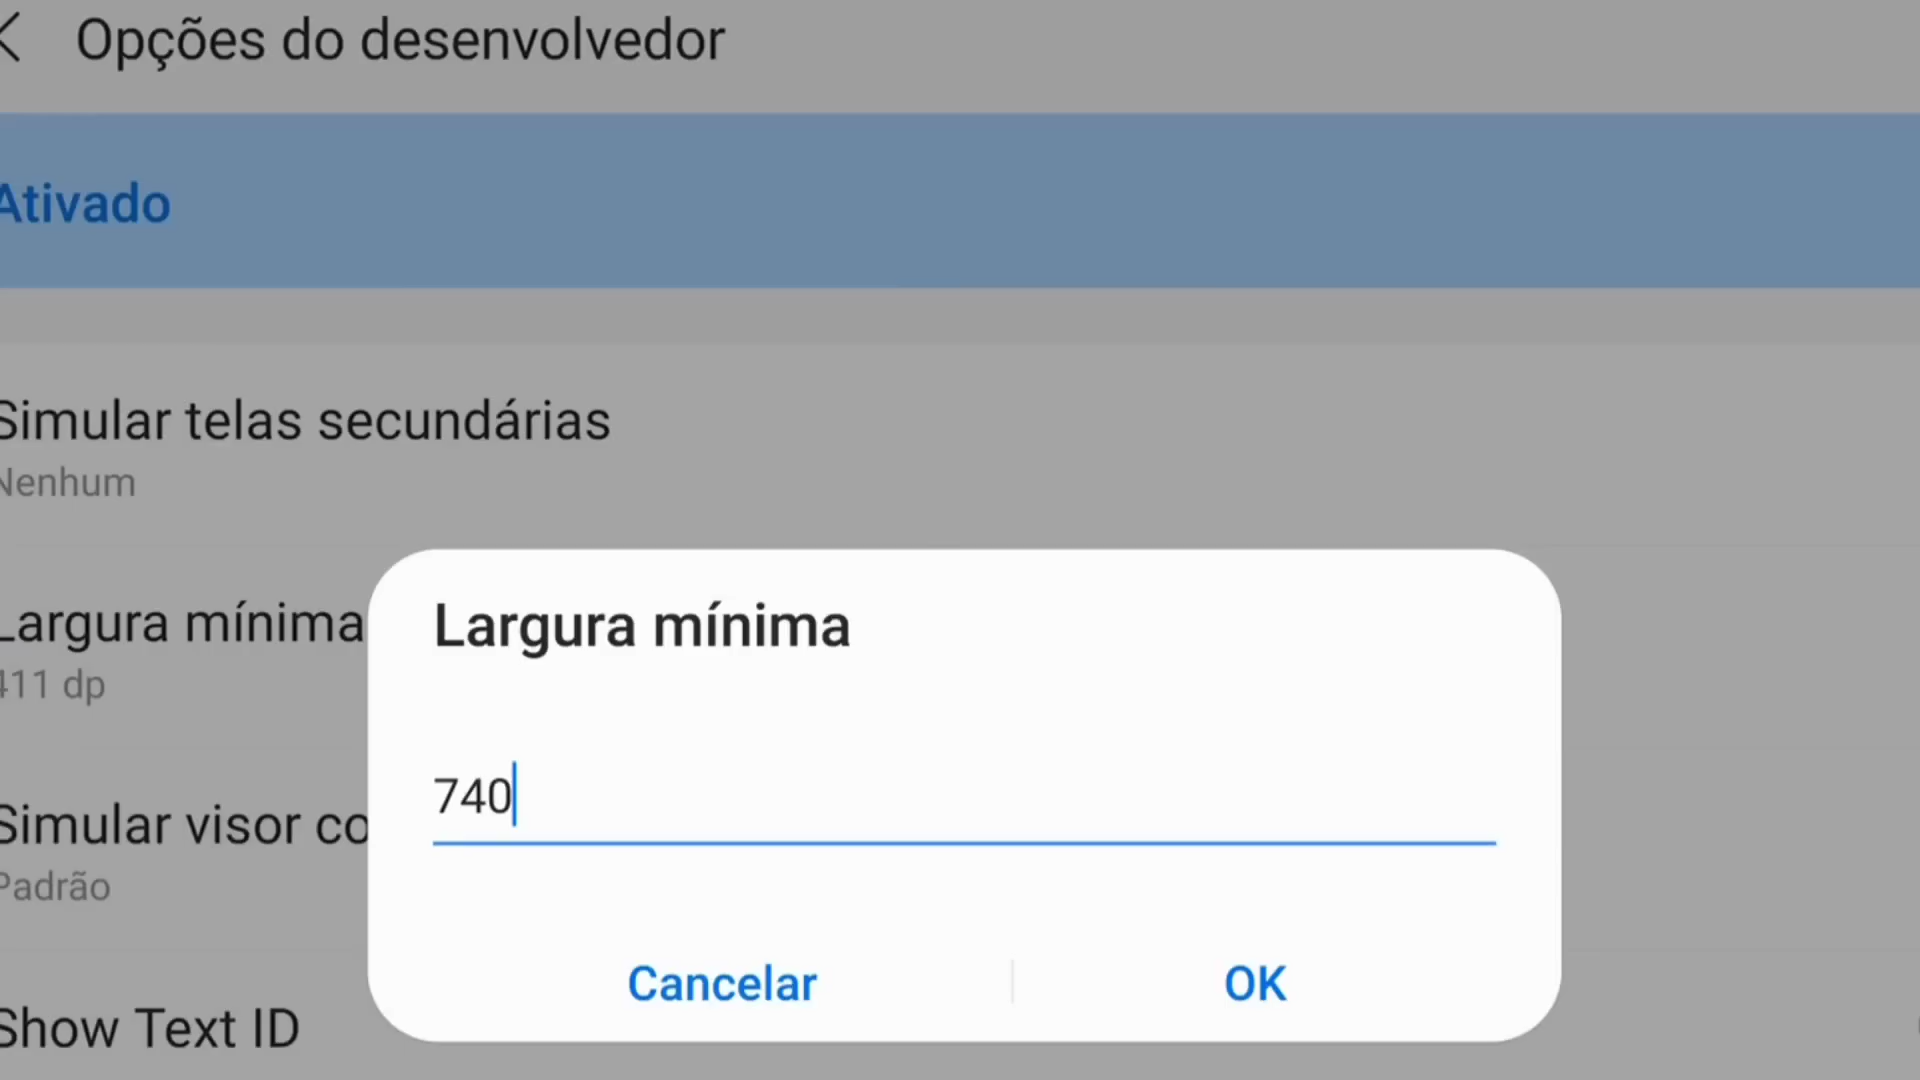 Opções do desenvolvedor
Ativado
Simular telas secundárias
Nenhum
Largura mínima
411 dp
Simular visor co
Padrão
Show Text ID
Largura mínima
740
Cancelar
OK